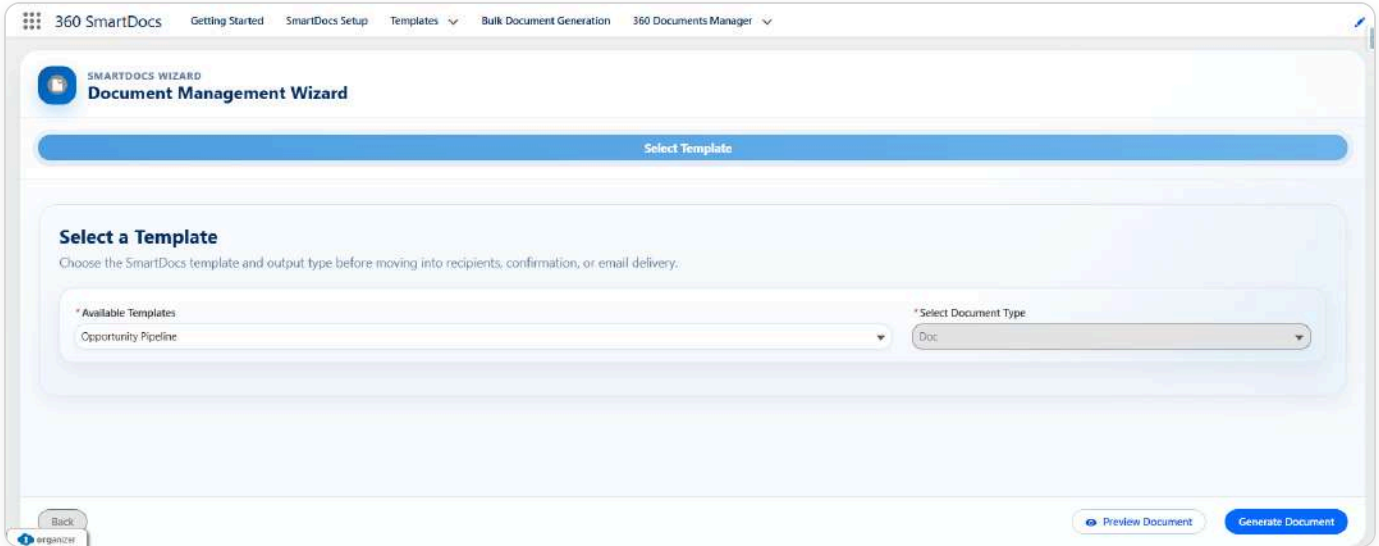 360 SmartDocs Getting Started SmartDocs Setup Templates Bulk Document Generation 360 Documents Manager
SMARTDOCS WIZARD
Document Management Wizard
Select Template
Select a Template
Choose the SmartDocs template and output type before moving into recipients, confirmation, or email delivery.
* Available Templates * Select Document Type
Opportunity Pipeline Doc
Back Preview Document Generate Document
organizer